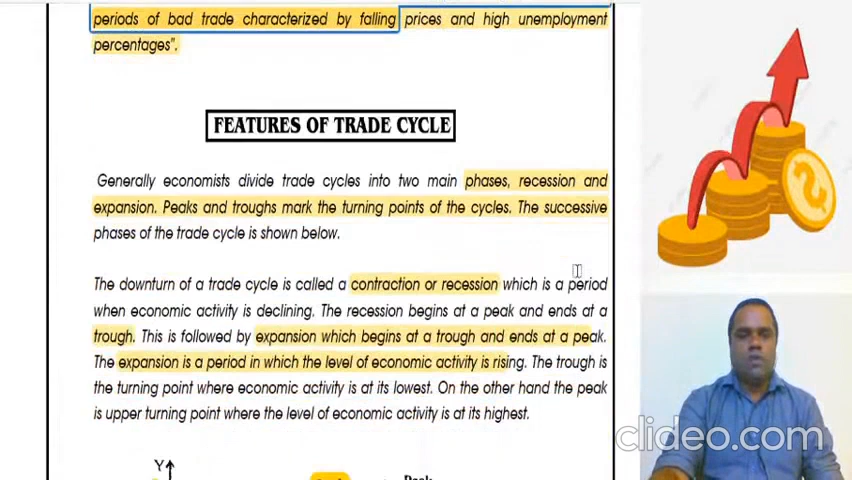 periods of bad trade characterized by falling prices and high unemployment
percentages".
FEATURES OF TRADE CYCLE
Generally economists divide trade cycles into two main phases, recession and
expansion. Peaks and troughs mark the turning points of the cycles. The successive
phases of the trade cycle is shown below.
The downturn of a trade cycle is called a contraction or recession which is a period
when economic activity is declining. The recession begins at a peak and ends at a
trough. This is followed by expansion which begins at a trough and ends at a peak.
The expansion is a period in which the level of economic activity is rising. The trough is
the turning point where economic activity is at its lowest. On the other hand the peak
is upper turning point where the level of economic activity is at its highest.
Y
Peak
clideo.com